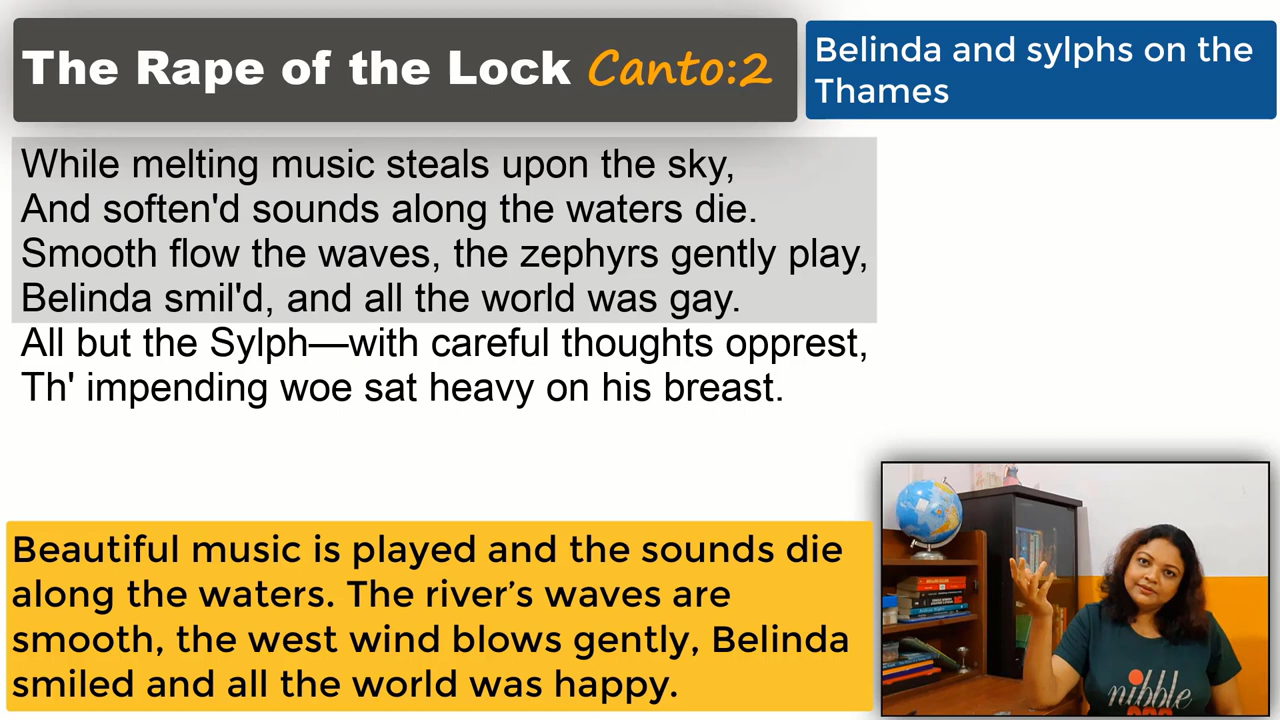 The Rape of the Lock Canto:2
Belinda and sylphs on the
Thames
While melting music steals upon the sky,
And soften'd sounds along the waters die.
Smooth flow the waves, the zephyrs gently play,
Belinda smil'd, and all the world was gay.
All but the Sylph—with careful thoughts opprest,
Th' impending woe sat heavy on his breast.
Beautiful music is played and the sounds die
along the waters. The river’s waves are
smooth, the west wind blows gently, Belinda
smiled and all the world was happy.
nibble